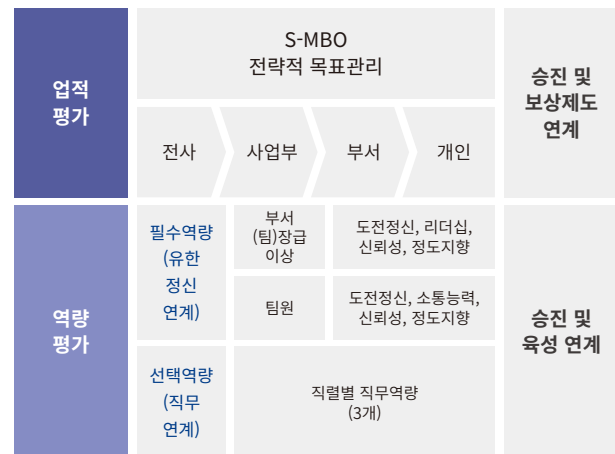 업적
평가
S-MBO
전략적 목표관리
전사
사업부
부서
개인
승진 및
보상제도
연계
역량
평가
필수역량
(유한
정신
연계)
부서
(팀)장급
이상
도전정신, 리더십,
신뢰성, 정도지향
팀원
도전정신, 소통능력,
신뢰성, 정도지향
선택역량
(직무
연계)
직렬별 직무역량
(3개)
승진 및
육성 연계